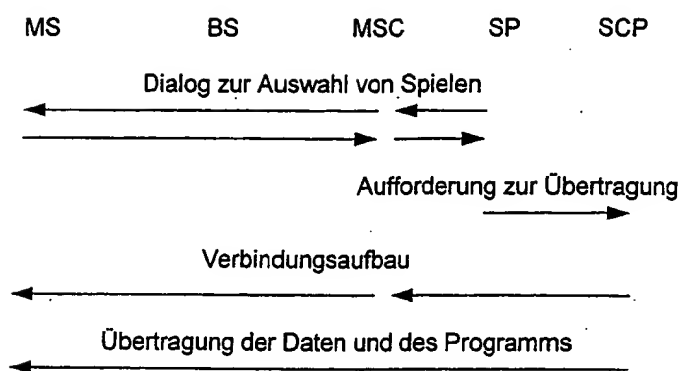 MS BS MSC SP SCP
Dialog zur Auswahl von Spielen
Aufforderung zur Übertragung
Verbindungsaufbau
Übertragung der Daten und des Programms